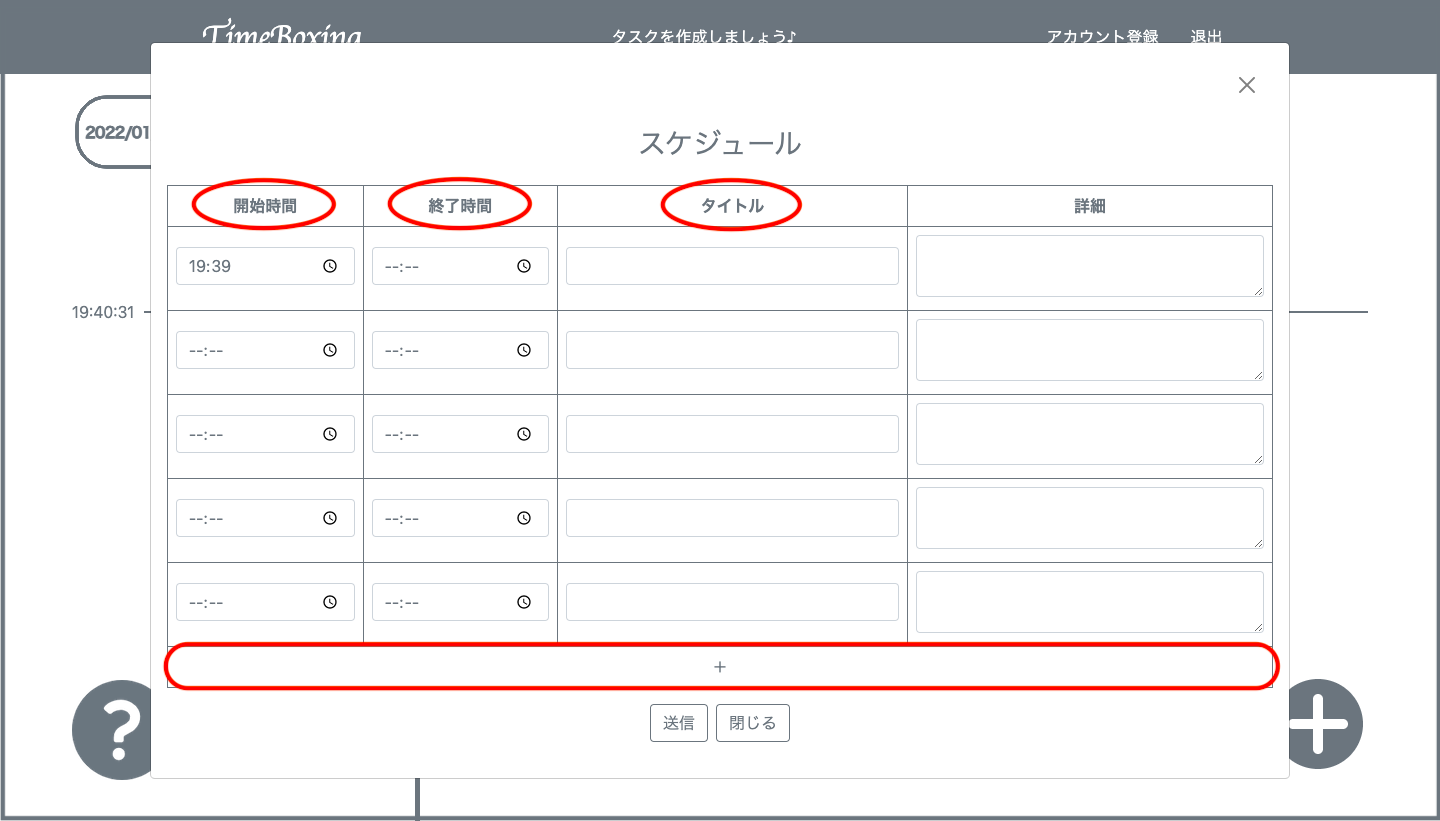 TimeBoxing タスクを作成しましょう♪ アカウント登録 退出
2022/01
スケジュール
開始時間 終了時間 タイトル 詳細
19:39 --:--
19:40:31
--:-- --:--
--:-- --:--
--:-- --:--
--:-- --:--
+
送信 閉じる
?